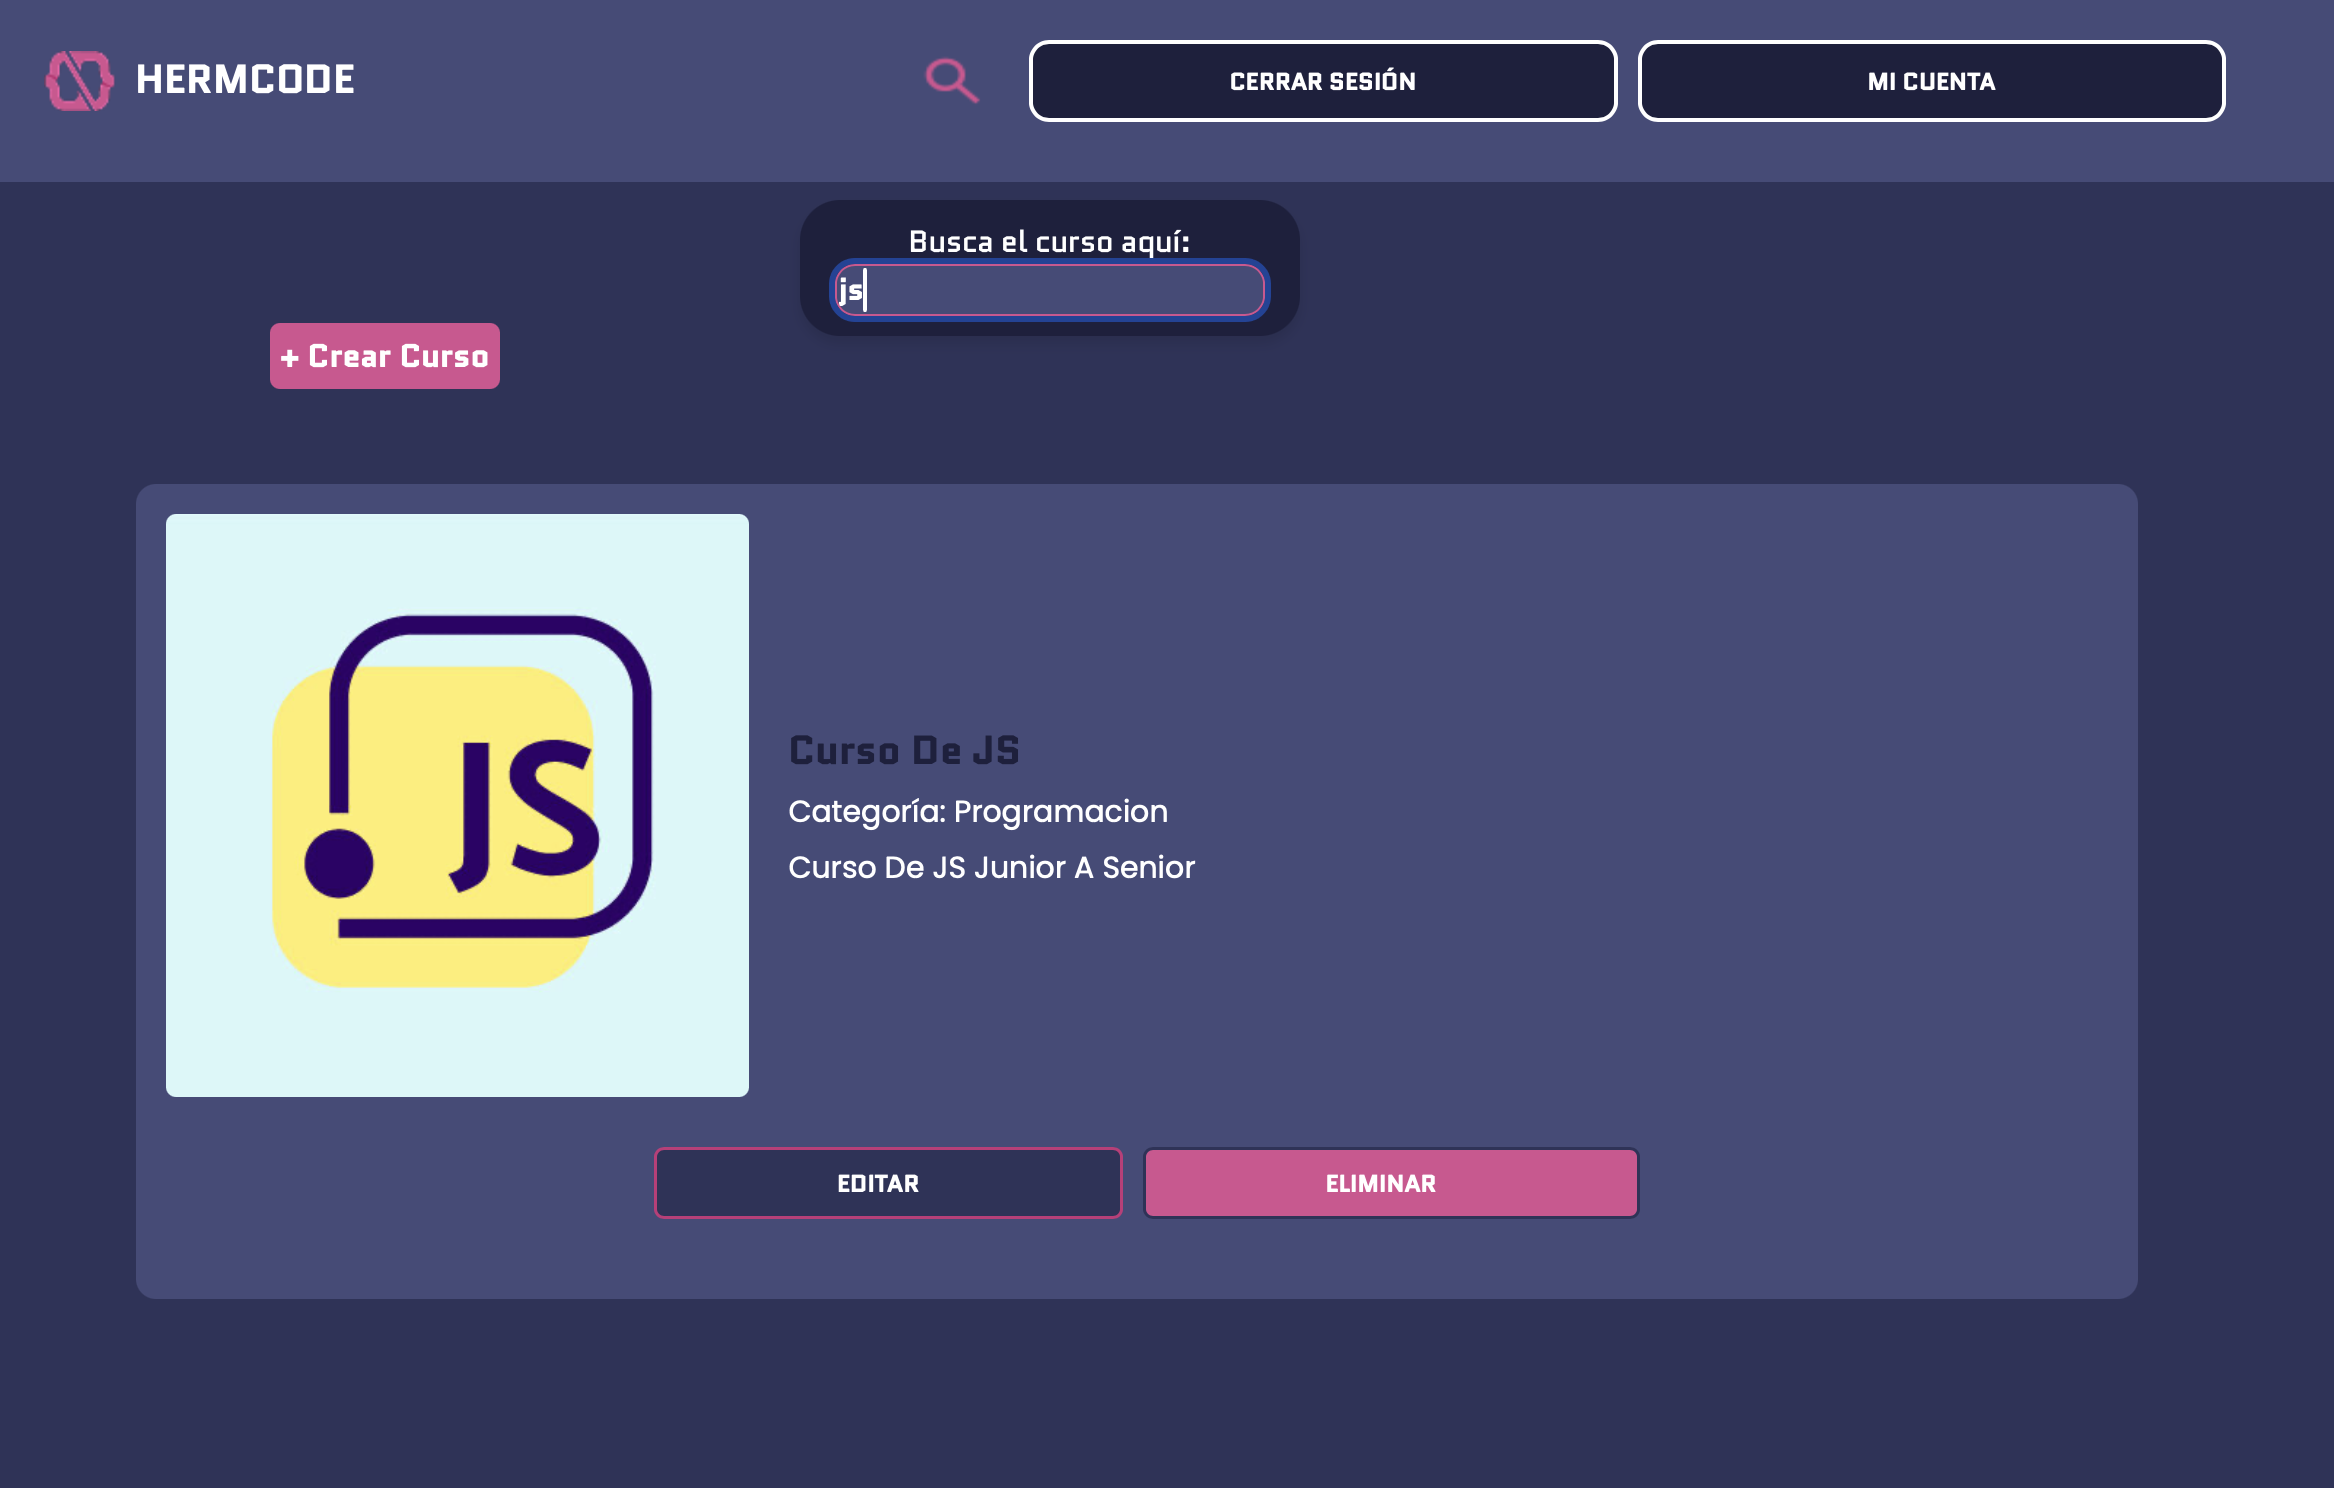 HERMCODE
CERRAR SESIÓN
MI CUENTA
Busca el curso aquí:
js
+ Crear Curso
JS
Curso De JS
Categoría: Programacion
Curso De JS Junior A Senior
EDITAR
ELIMINAR